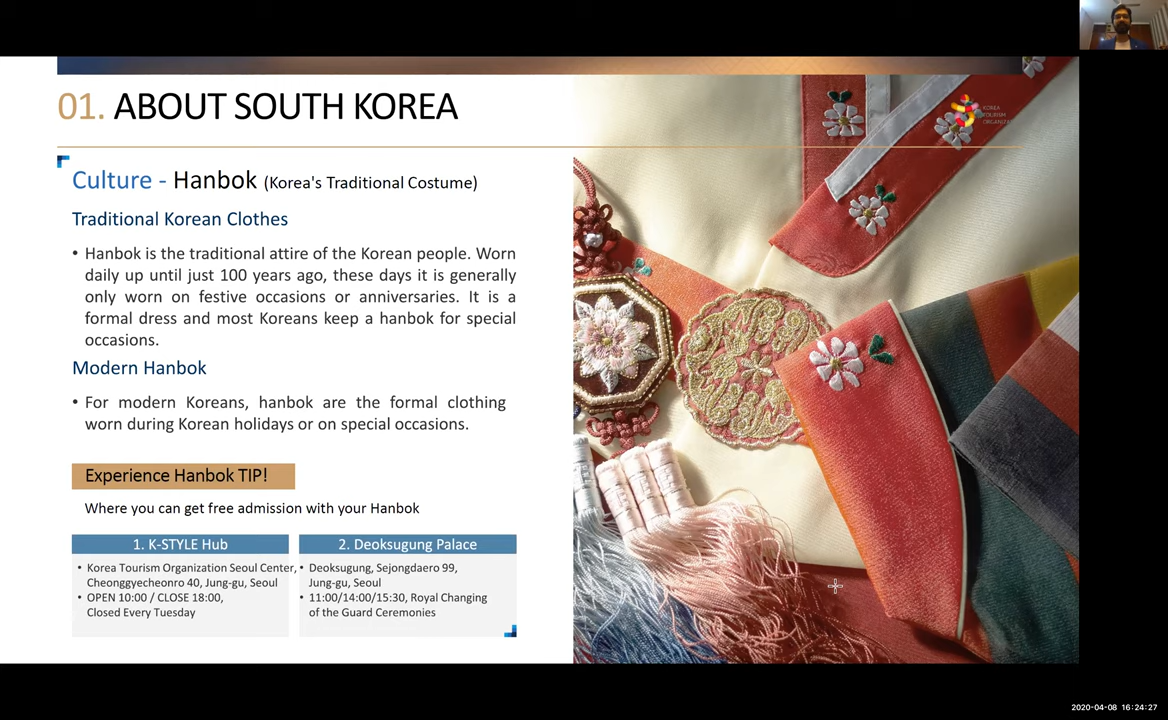 01. ABOUT SOUTH KOREA
KOREA
TOURISM
Culture - Hanbok (Korea's Traditional Costume)
Traditional Korean Clothes
• Hanbok is the traditional attire of the Korean people. Worn
daily up until just 100 years ago, these days it is generally
only worn on festive occasions or anniversaries. It is a
formal dress and most Koreans keep a hanbok for special
occasions.
Modern Hanbok
• For modern Koreans, hanbok are the formal clothing
worn during Korean holidays or on special occasions.
Experience Hanbok TIP!
Where you can get free admission with your Hanbok
1. K-STYLE Hub
• Korea Tourism Organization Seoul Center,
Cheonggyecheonro 40, Jung-gu, Seoul
• OPEN 10:00 / CLOSE 18:00,
Closed Every Tuesday
2. Deoksugung Palace
• Deoksugung, Sejongdaero 99,
Jung-gu, Seoul
• 11:00/14:00/15:30, Royal Changing
of the Guard Ceremonies
2020-04-08 16:24:27